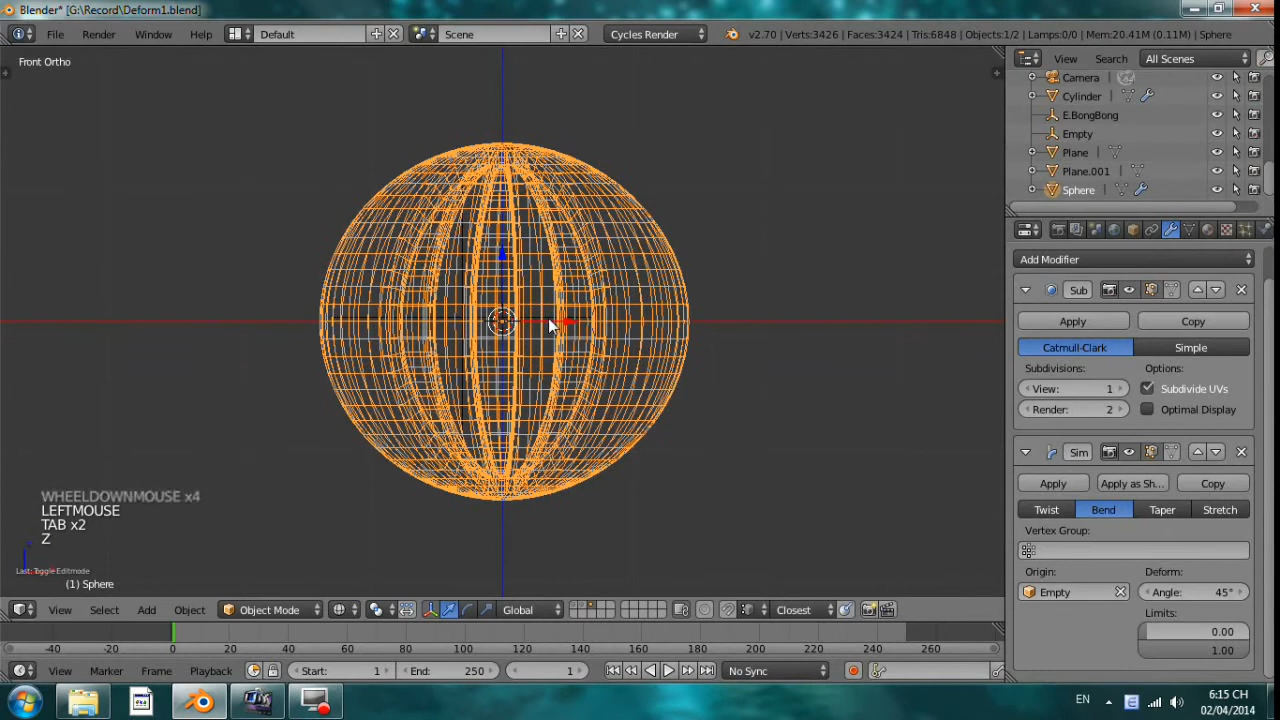 Blender* [G:\Record\Deform1.blend]
File Render Window Help Default Scene Cycles Render v2.70 | Verts:3426 | Faces:3424 | Tris:6848 | Objects:1/2 | Lamps:0/0 | Mem:20.41M (0.11M) | Sphere
Front Ortho
View Search All Scenes
Camera
Cylinder
E.BongBong
Empty
Plane
Plane.001
Sphere
Add Modifier
Sub
Apply Copy
Catmull-Clark Simple
Subdivisions: Options:
View: 1 Subdivide UVs
Render: 2 Optimal Display
Sim
Apply Apply as Sh... Copy
Twist Bend Taper Stretch
Vertex Group:
Origin: Deform:
Empty Angle: 45°
Limits:
0.00
1.00
WHEELDOWNMOUSE x4
LEFTMOUSE
TAB x2
Z
Last: Toggle Editmode
(1) Sphere
View Select Add Object Object Mode Global Closest
-40 -20 0 20 40 60 80 100 120 140 160 180 200 220 240 260
View Marker Frame Playback Start: 1 End: 250 1 No Sync
EN 6:15 CH
02/04/2014